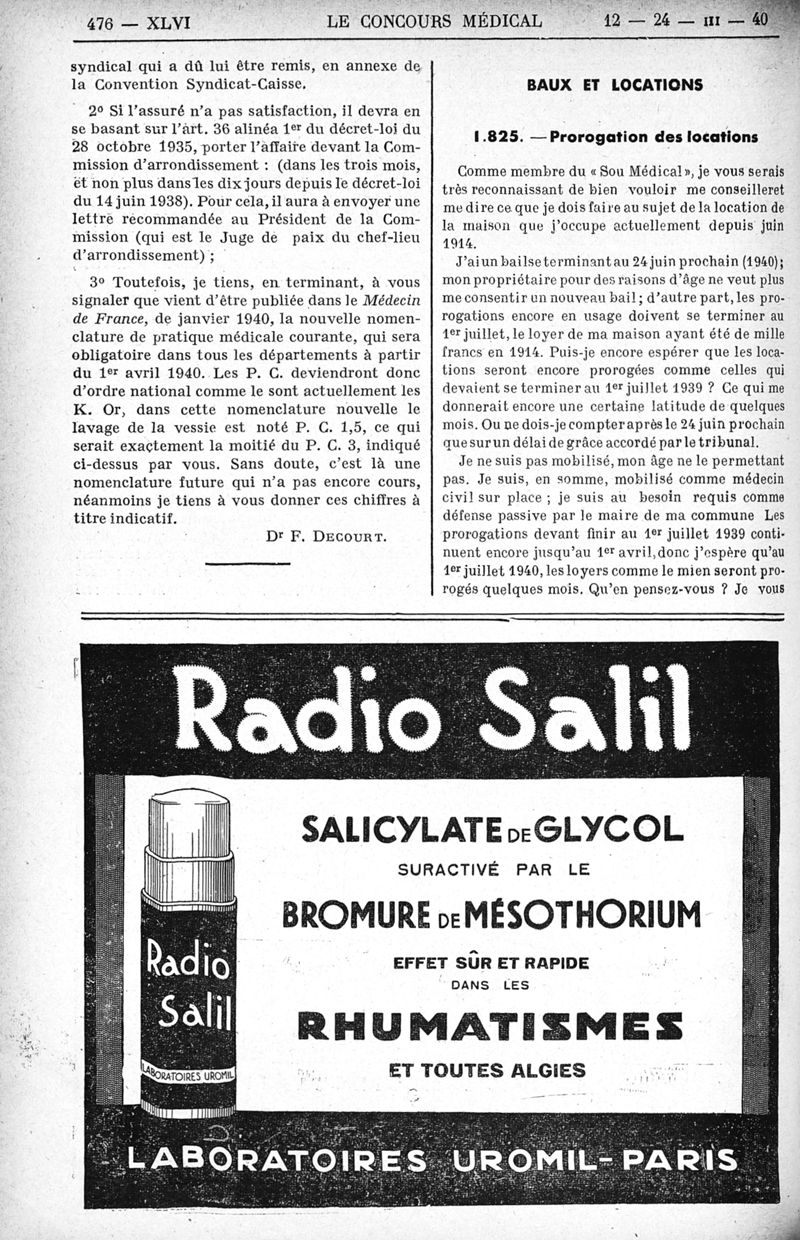 476 — XLVI LE CONCOURS MÉDICAL 12 — 24 — III — 40
syndical qui a dû lui être remis, en annexe de
la Convention Syndicat-Caisse.
2º Si l'assuré n'a pas satisfaction, il devra en
se basant sur l'art. 36 alinéa 1er du décret-loi du
28 octobre 1935, porter l'affaire devant la Com-
mission d'arrondissement : (dans les trois mois,
et non plus dans les dix jours depuis le décret-loi
du 14 juin 1938). Pour cela, il aura à envoyer une
lettre recommandée au Président de la Com-
mission (qui est le Juge de paix du chef-lieu
d'arrondissement) ;
3º Toutefois, je tiens, en terminant, à vous
signaler que vient d'être publiée dans le Médecin
de France, de janvier 1940, la nouvelle nomen-
clature de pratique médicale courante, qui sera
obligatoire dans tous les départements à partir
du 1er avril 1940. Les P. C. deviendront donc
d'ordre national comme le sont actuellement les
K. Or, dans cette nomenclature nouvelle le
lavage de la vessie est noté P. C. 1,5, ce qui
serait exactement la moitié du P. C. 3, indiqué
ci-dessus par vous. Sans doute, c'est là une
nomenclature future qui n'a pas encore cours,
néanmoins je tiens à vous donner ces chiffres à
titre indicatif.
Dr F. DECOURT.
BAUX ET LOCATIONS
1.825. — Prorogation des locations
Comme membre du « Sou Médical », je vous serais
très reconnaissant de bien vouloir me conseiller et
me dire ce que je dois faire au sujet de la location de
la maison que j'occupe actuellement depuis juin
1914.
J'ai un bail se terminant au 24 juin prochain (1940) ;
mon propriétaire pour des raisons d'âge ne veut plus
me consentir un nouveau bail ; d'autre part, les pro-
rogations encore en usage doivent se terminer au
1er juillet, le loyer de ma maison ayant été de mille
francs en 1914. Puis-je encore espérer que les loca-
tions seront encore prorogées comme celles qui
devaient se terminer au 1er juillet 1939 ? Ce qui me
donnerait encore une certaine latitude de quelques
mois. Ou ne dois-je compter après le 24 juin prochain
que sur un délai de grâce accordé par le tribunal.
Je ne suis pas mobilisé, mon âge ne le permettant
pas. Je suis, en somme, mobilisé comme médecin
civil sur place ; je suis au besoin requis comme
défense passive par le maire de ma commune Les
prorogations devant finir au 1er juillet 1939 conti-
nuent encore jusqu'au 1er avril, donc j'espère qu'au
1er juillet 1940, les loyers comme le mien seront pro-
rogés quelques mois. Qu'en pensez-vous ? Je vous
Radio Salil
SALICYLATE DE GLYCOL
SURACTIVÉ PAR LE
BROMURE DE MÉSOTHORIUM
EFFET SÛR ET RAPIDE
DANS LES
RHUMATISMES
ET TOUTES ALGIES
Radio
Salil
LABORATOIRES UROMIL
LABORATOIRES UROMIL-PARIS